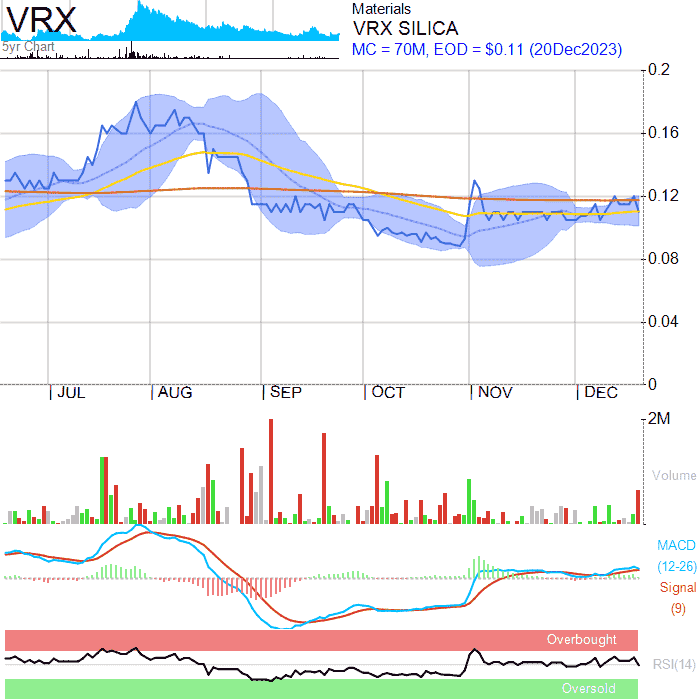 VRX
5yr Chart
Materials
VRX SILICA
MC = 70M, EOD = $0.11 (20Dec2023)
0.2
0.16
0.12
0.08
0.04
0
JUL AUG SEP OCT NOV DEC
2M
Volume
MACD
(12-26)
Signal
(9)
Overbought
RSI(14)
Oversold